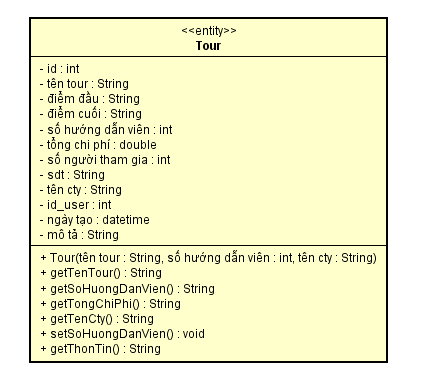 <<entity>>
Tour
- id : int
- tên tour : String
- điểm đầu : String
- điểm cuối : String
- số hướng dẫn viên : int
- tổng chi phí : double
- số người tham gia : int
- sdt : String
- tên cty : String
- id_user : int
- ngày tạo : datetime
- mô tả : String
+ Tour(tên tour : String, số hướng dẫn viên : int, tên cty : String)
+ getTenTour() : String
+ getSoHuongDanVien() : String
+ getTongChiPhi() : String
+ getTenCty() : String
+ setSoHuongDanVien() : void
+ getThonTin() : String